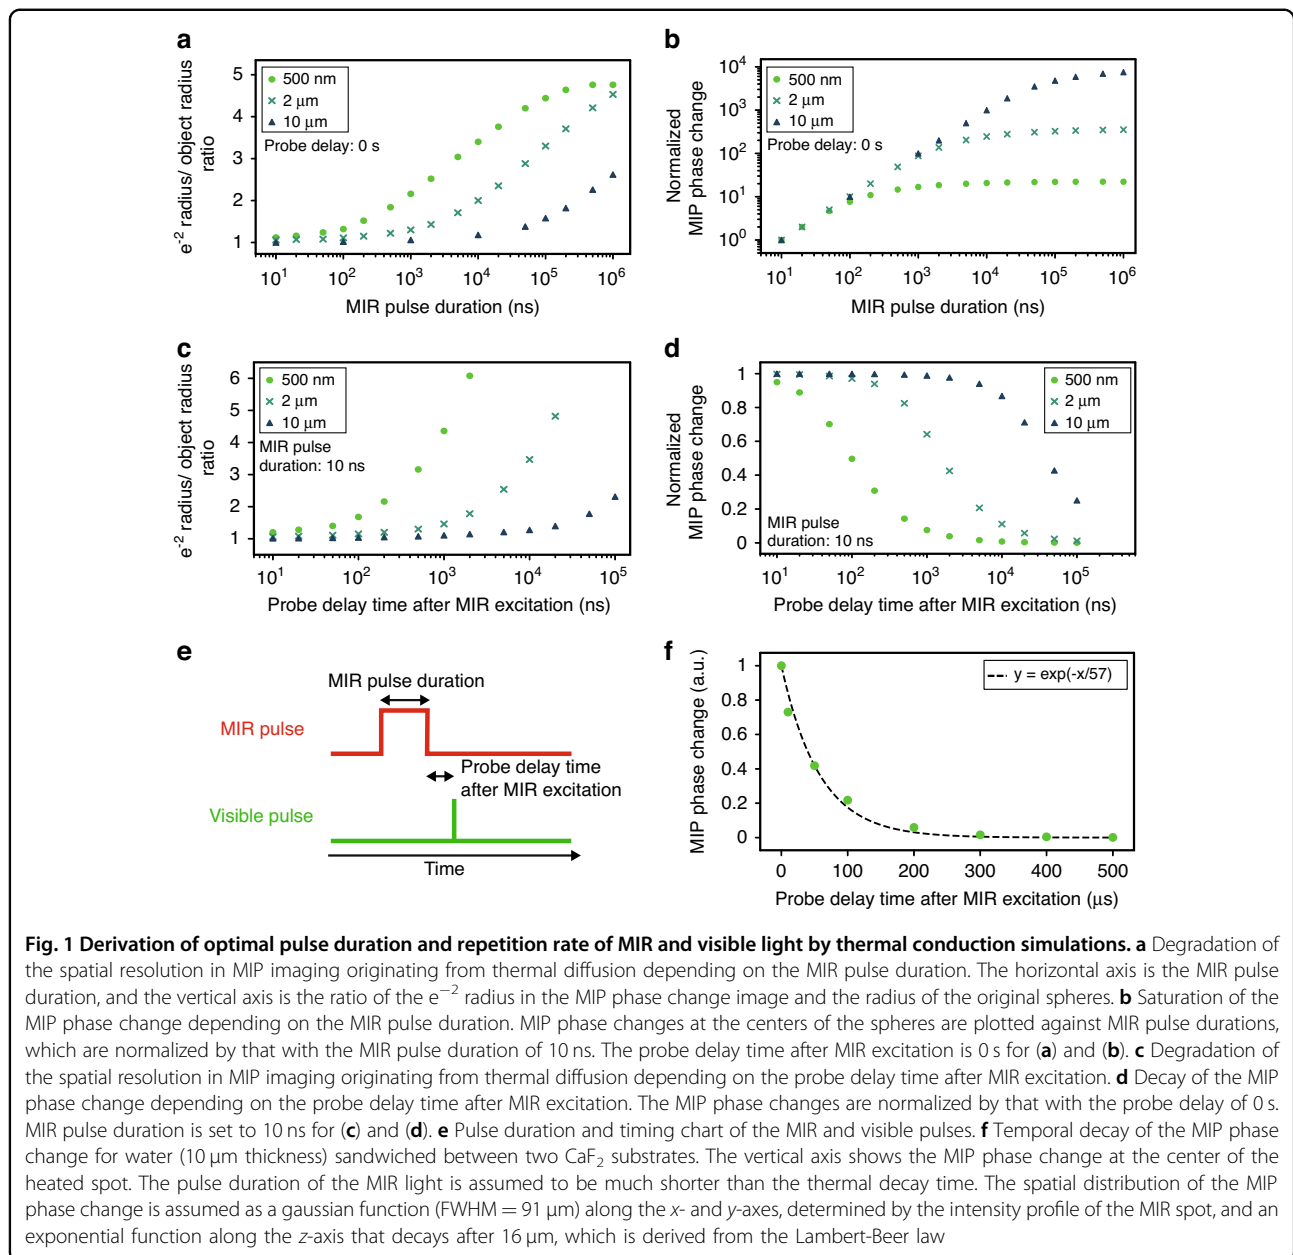 a
e⁻² radius/ object radius
ratio
5
4
3
2
1
500 nm
2 μm
10 μm
Probe delay: 0 s
10¹ 10² 10³ 10⁴ 10⁵ 10⁶
MIR pulse duration (ns)
b
Normalized
MIP phase change
10⁴
10³
10²
10¹
10⁰
500 nm
2 μm
10 μm
Probe delay: 0 s
10¹ 10² 10³ 10⁴ 10⁵ 10⁶
MIR pulse duration (ns)
c
e⁻² radius/ object radius
ratio
6
5
4
3
2
1
500 nm
2 μm
10 μm
MIR pulse
duration: 10 ns
10¹ 10² 10³ 10⁴ 10⁵
Probe delay time after MIR excitation (ns)
d
Normalized
MIP phase change
1
0.8
0.6
0.4
0.2
0
500 nm
2 μm
10 μm
MIR pulse
duration: 10 ns
10¹ 10² 10³ 10⁴ 10⁵
Probe delay time after MIR excitation (ns)
e
MIR pulse duration
MIR pulse
Probe delay time
after MIR excitation
Visible pulse
Time
f
MIP phase change (a.u.)
1
0.8
0.6
0.4
0.2
0
y = exp(-x/57)
0 100 200 300 400 500
Probe delay time after MIR excitation (μs)
Fig. 1 Derivation of optimal pulse duration and repetition rate of MIR and visible light by thermal conduction simulations. a Degradation of
the spatial resolution in MIP imaging originating from thermal diffusion depending on the MIR pulse duration. The horizontal axis is the MIR pulse
duration, and the vertical axis is the ratio of the e⁻² radius in the MIP phase change image and the radius of the original spheres. b Saturation of the
MIP phase change depending on the MIR pulse duration. MIP phase changes at the centers of the spheres are plotted against MIR pulse durations,
which are normalized by that with the MIR pulse duration of 10 ns. The probe delay time after MIR excitation is 0 s for (a) and (b). c Degradation of
the spatial resolution in MIP imaging originating from thermal diffusion depending on the probe delay time after MIR excitation. d Decay of the MIP
phase change depending on the probe delay time after MIR excitation. The MIP phase changes are normalized by that with the probe delay of 0 s.
MIR pulse duration is set to 10 ns for (c) and (d). e Pulse duration and timing chart of the MIR and visible pulses. f Temporal decay of the MIP phase
change for water (10 μm thickness) sandwiched between two CaF₂ substrates. The vertical axis shows the MIP phase change at the center of the
heated spot. The pulse duration of the MIR light is assumed to be much shorter than the thermal decay time. The spatial distribution of the MIP
phase change is assumed as a gaussian function (FWHM = 91 μm) along the x- and y-axes, determined by the intensity profile of the MIR spot, and an
exponential function along the z-axis that decays after 16 μm, which is derived from the Lambert-Beer law